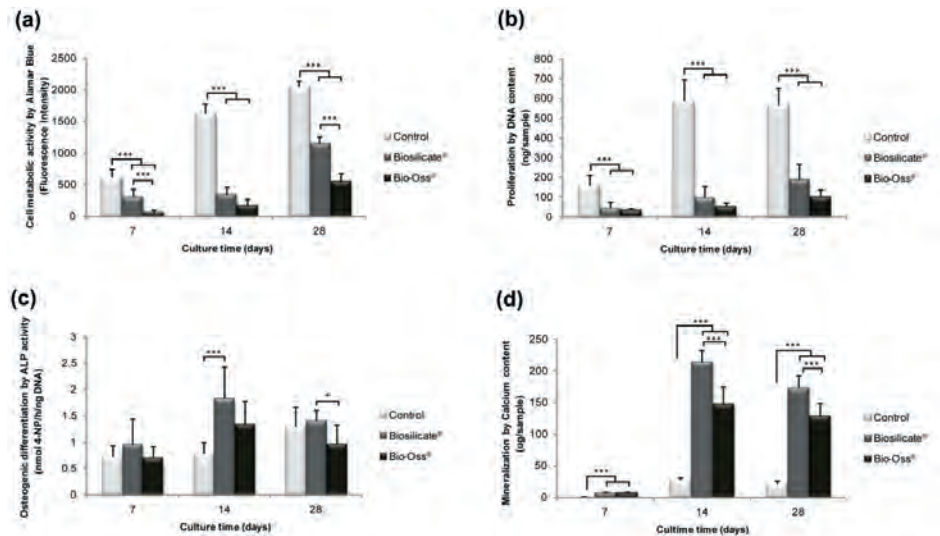 (a)
Cell metabolic activity by Alamar Blue
(Fluorescence intensity)
2500
2000
1500
1000
500
0
***
***
***
***
***
7
14
28
Culture time (days)
Control
Biosilicate®
Bio-Oss®
(b)
Proliferation by DNA content
(ng/sample)
800
700
600
500
400
300
200
100
0
***
***
***
7
14
28
Culture time (days)
Control
Biosilicate®
Bio-Oss®
(c)
Osteogenic differentiation by ALP activity
(nmol 4-NP/h/ng DNA)
3
2.5
2
1.5
1
0.5
0
***
*
7
14
28
Culture time (days)
Control
Biosilicate®
Bio-Oss®
(d)
Mineralization by Calcium content
(ug/sample)
250
200
150
100
50
0
***
***
***
***
***
7
14
28
Cultime time (days)
Control
Biosilicate®
Bio-Oss®